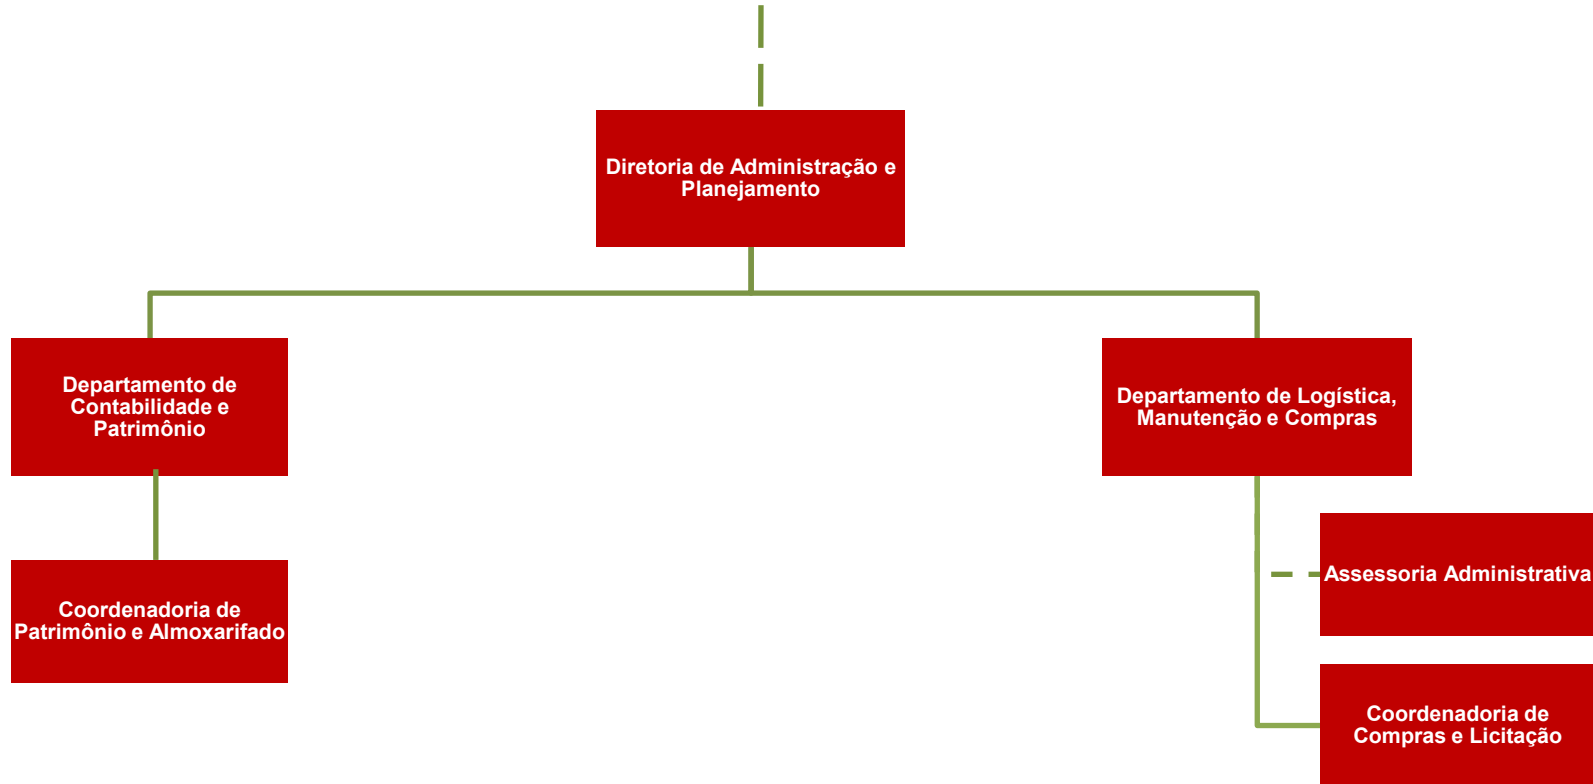 Diretoria de Administração e
Planejamento
Departamento de
Contabilidade e
Patrimônio
Departamento de Logística,
Manutenção e Compras
Coordenadoria de
Patrimônio e Almoxarifado
Assessoria Administrativa
Coordenadoria de
Compras e Licitação